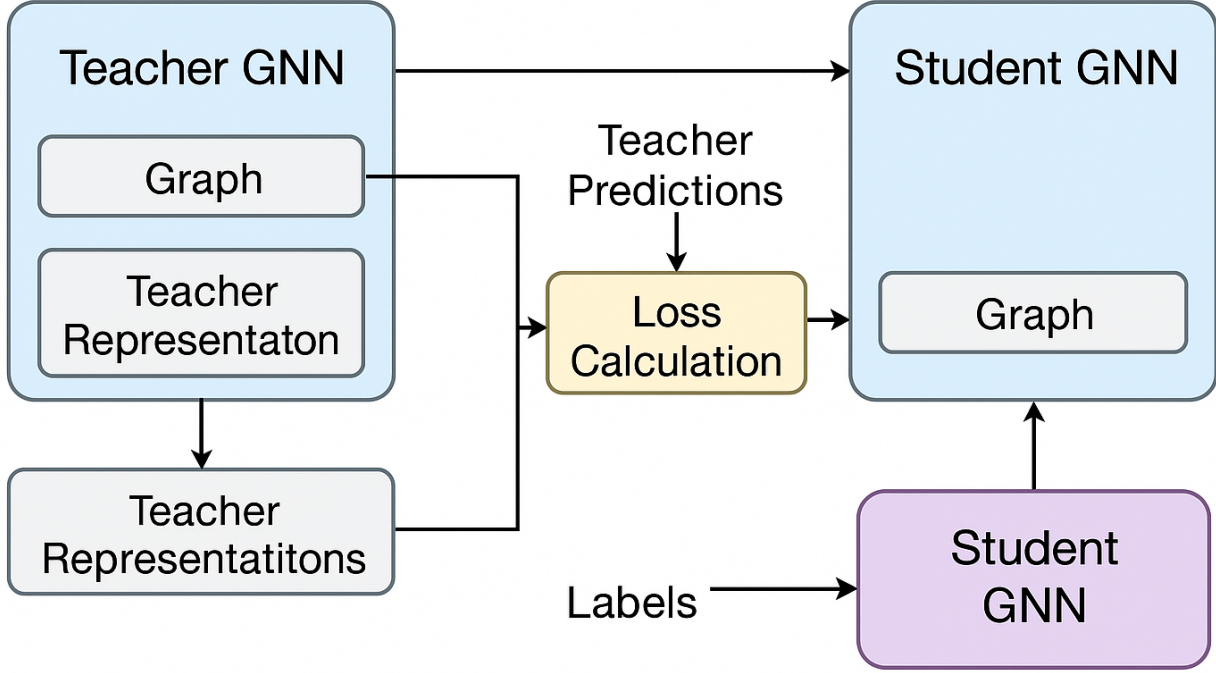 Teacher GNN
Graph
Teacher
Representaton
Teacher
Representatitons
Teacher
Predictions
Loss
Calculation
Labels
Student GNN
Graph
Student
GNN